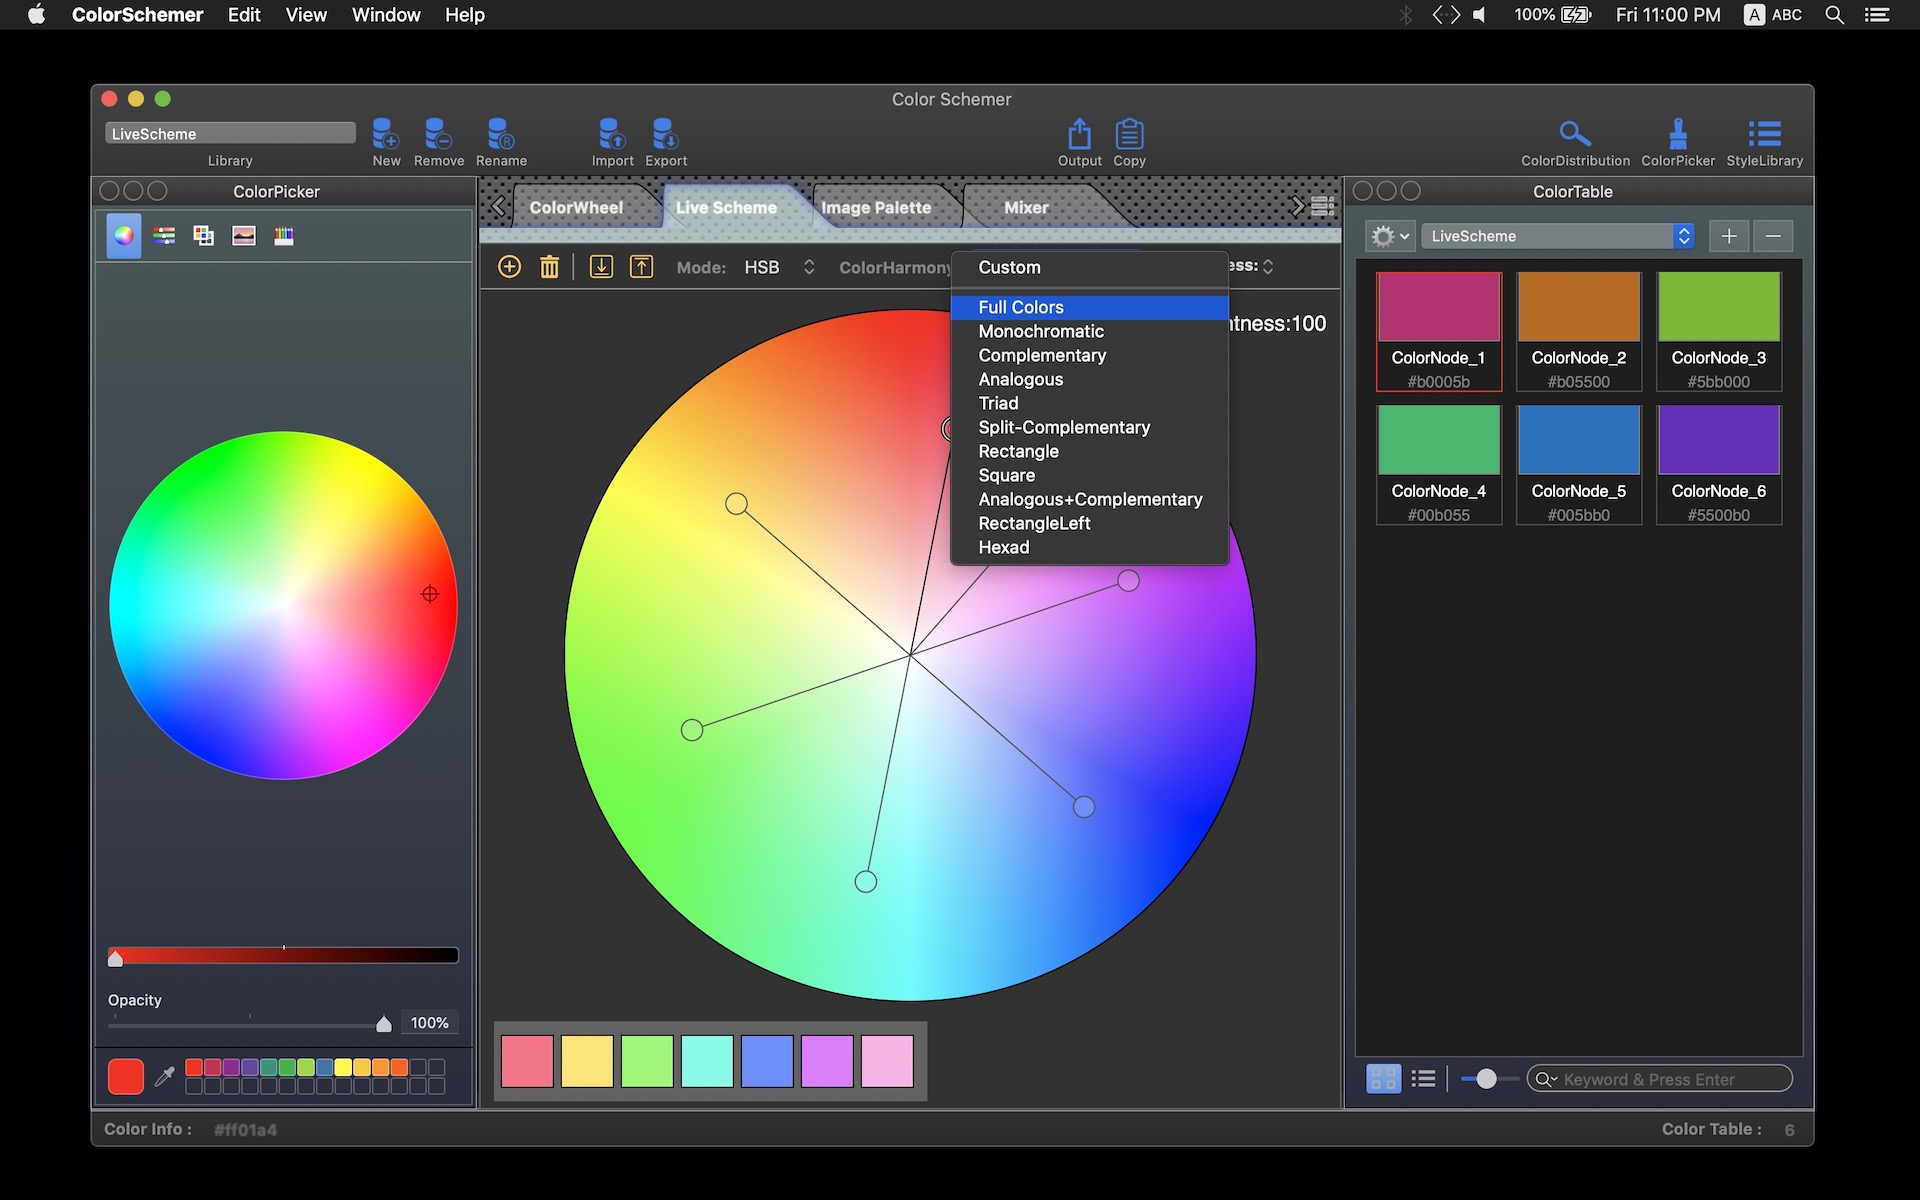 ColorSchemer Edit View Window Help 100% Fri 11:00 PM A ABC
Color Schemer
LiveScheme
Library New Remove Rename Import Export Output Copy ColorDistribution ColorPicker StyleLibrary
ColorPicker
ColorWheel Live Scheme Image Palette Mixer
ColorTable
LiveScheme
Mode: HSB ColorHarmony ess:
Custom
Full Colors
Monochromatic
Complementary
Analogous
Triad
Split-Complementary
Rectangle
Square
Analogous+Complementary
RectangleLeft
Hexad
tness:100
ColorNode_1 ColorNode_2 ColorNode_3
#b0005b #b05500 #5bb000
ColorNode_4 ColorNode_5 ColorNode_6
#00b055 #005bb0 #5500b0
Opacity
100%
Keyword & Press Enter
Color Info : #ff01a4
Color Table : 6